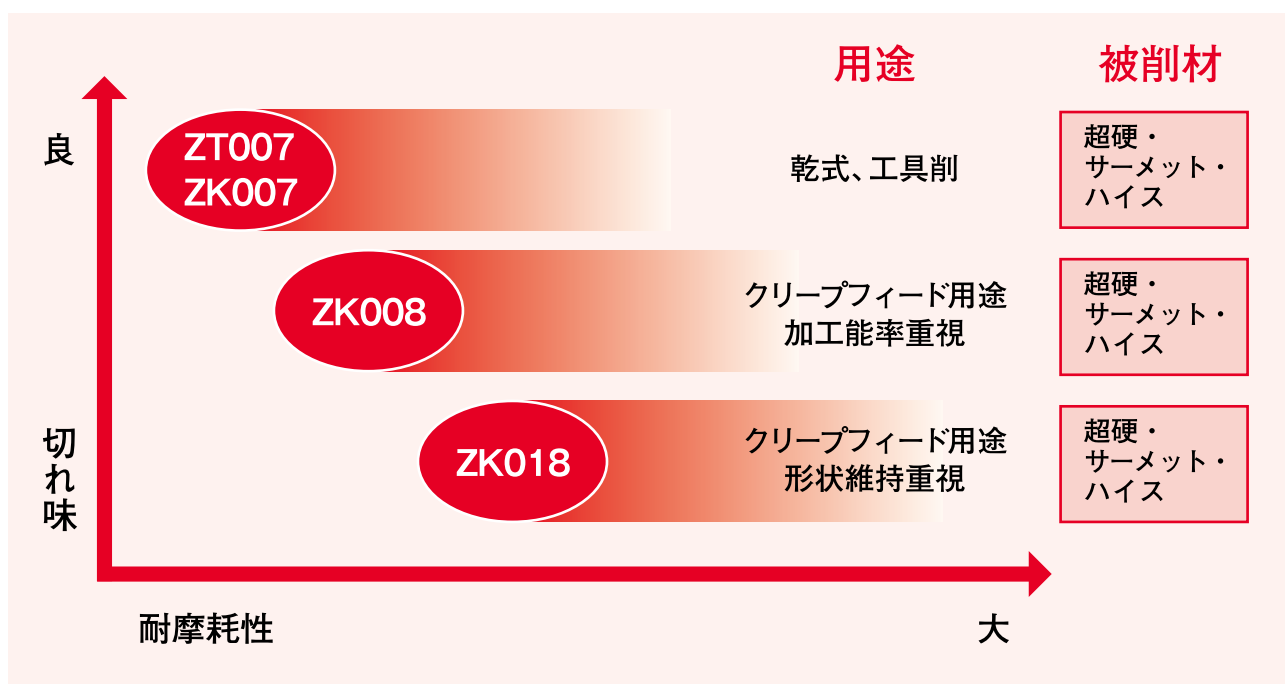 用途
被削材
良
ZT007
ZK007
乾式、工具削
超硬・
サーメット・
ハイス
ZK008
クリープフィード用途
加工能率重視
超硬・
サーメット・
ハイス
ZK018
クリープフィード用途
形状維持重視
超硬・
サーメット・
ハイス
切れ味
耐摩耗性
大